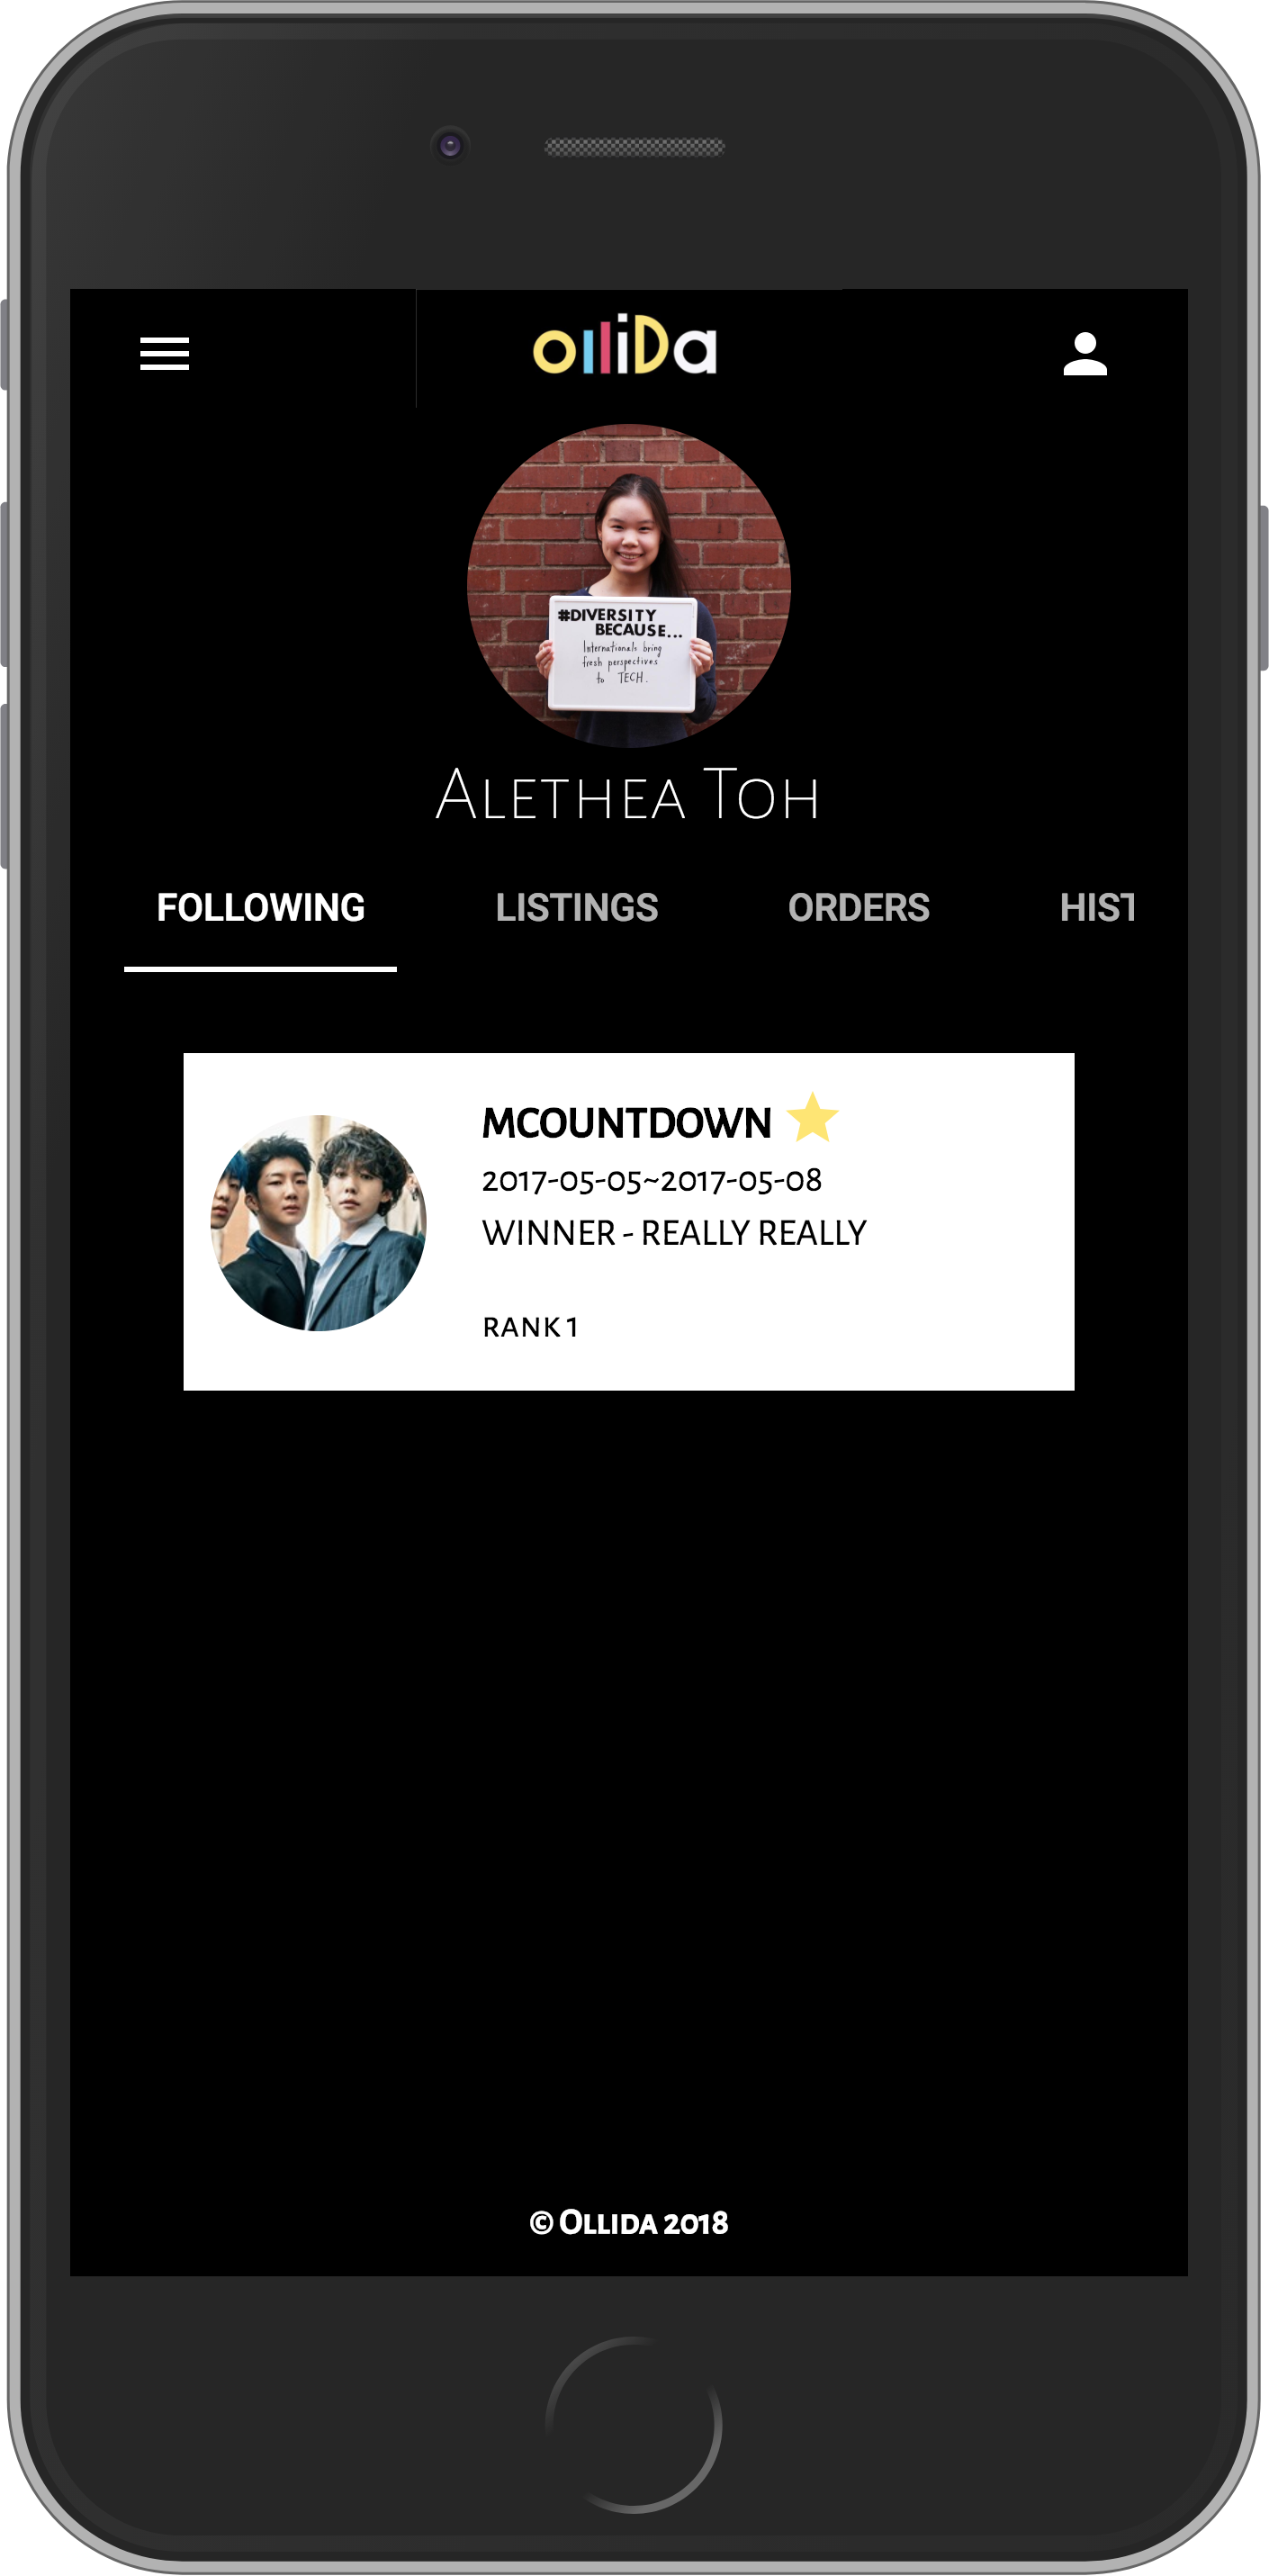 olliDa
#DIVERSITY
BECAUSE...
Internationals bring
fresh perspectives
to TECH.
ALETHEA TOH
FOLLOWING LISTINGS ORDERS HIST
MCOUNTDOWN
2017-05-05~2017-05-08
WINNER - REALLY REALLY
RANK 1
© OLLIDA 2018